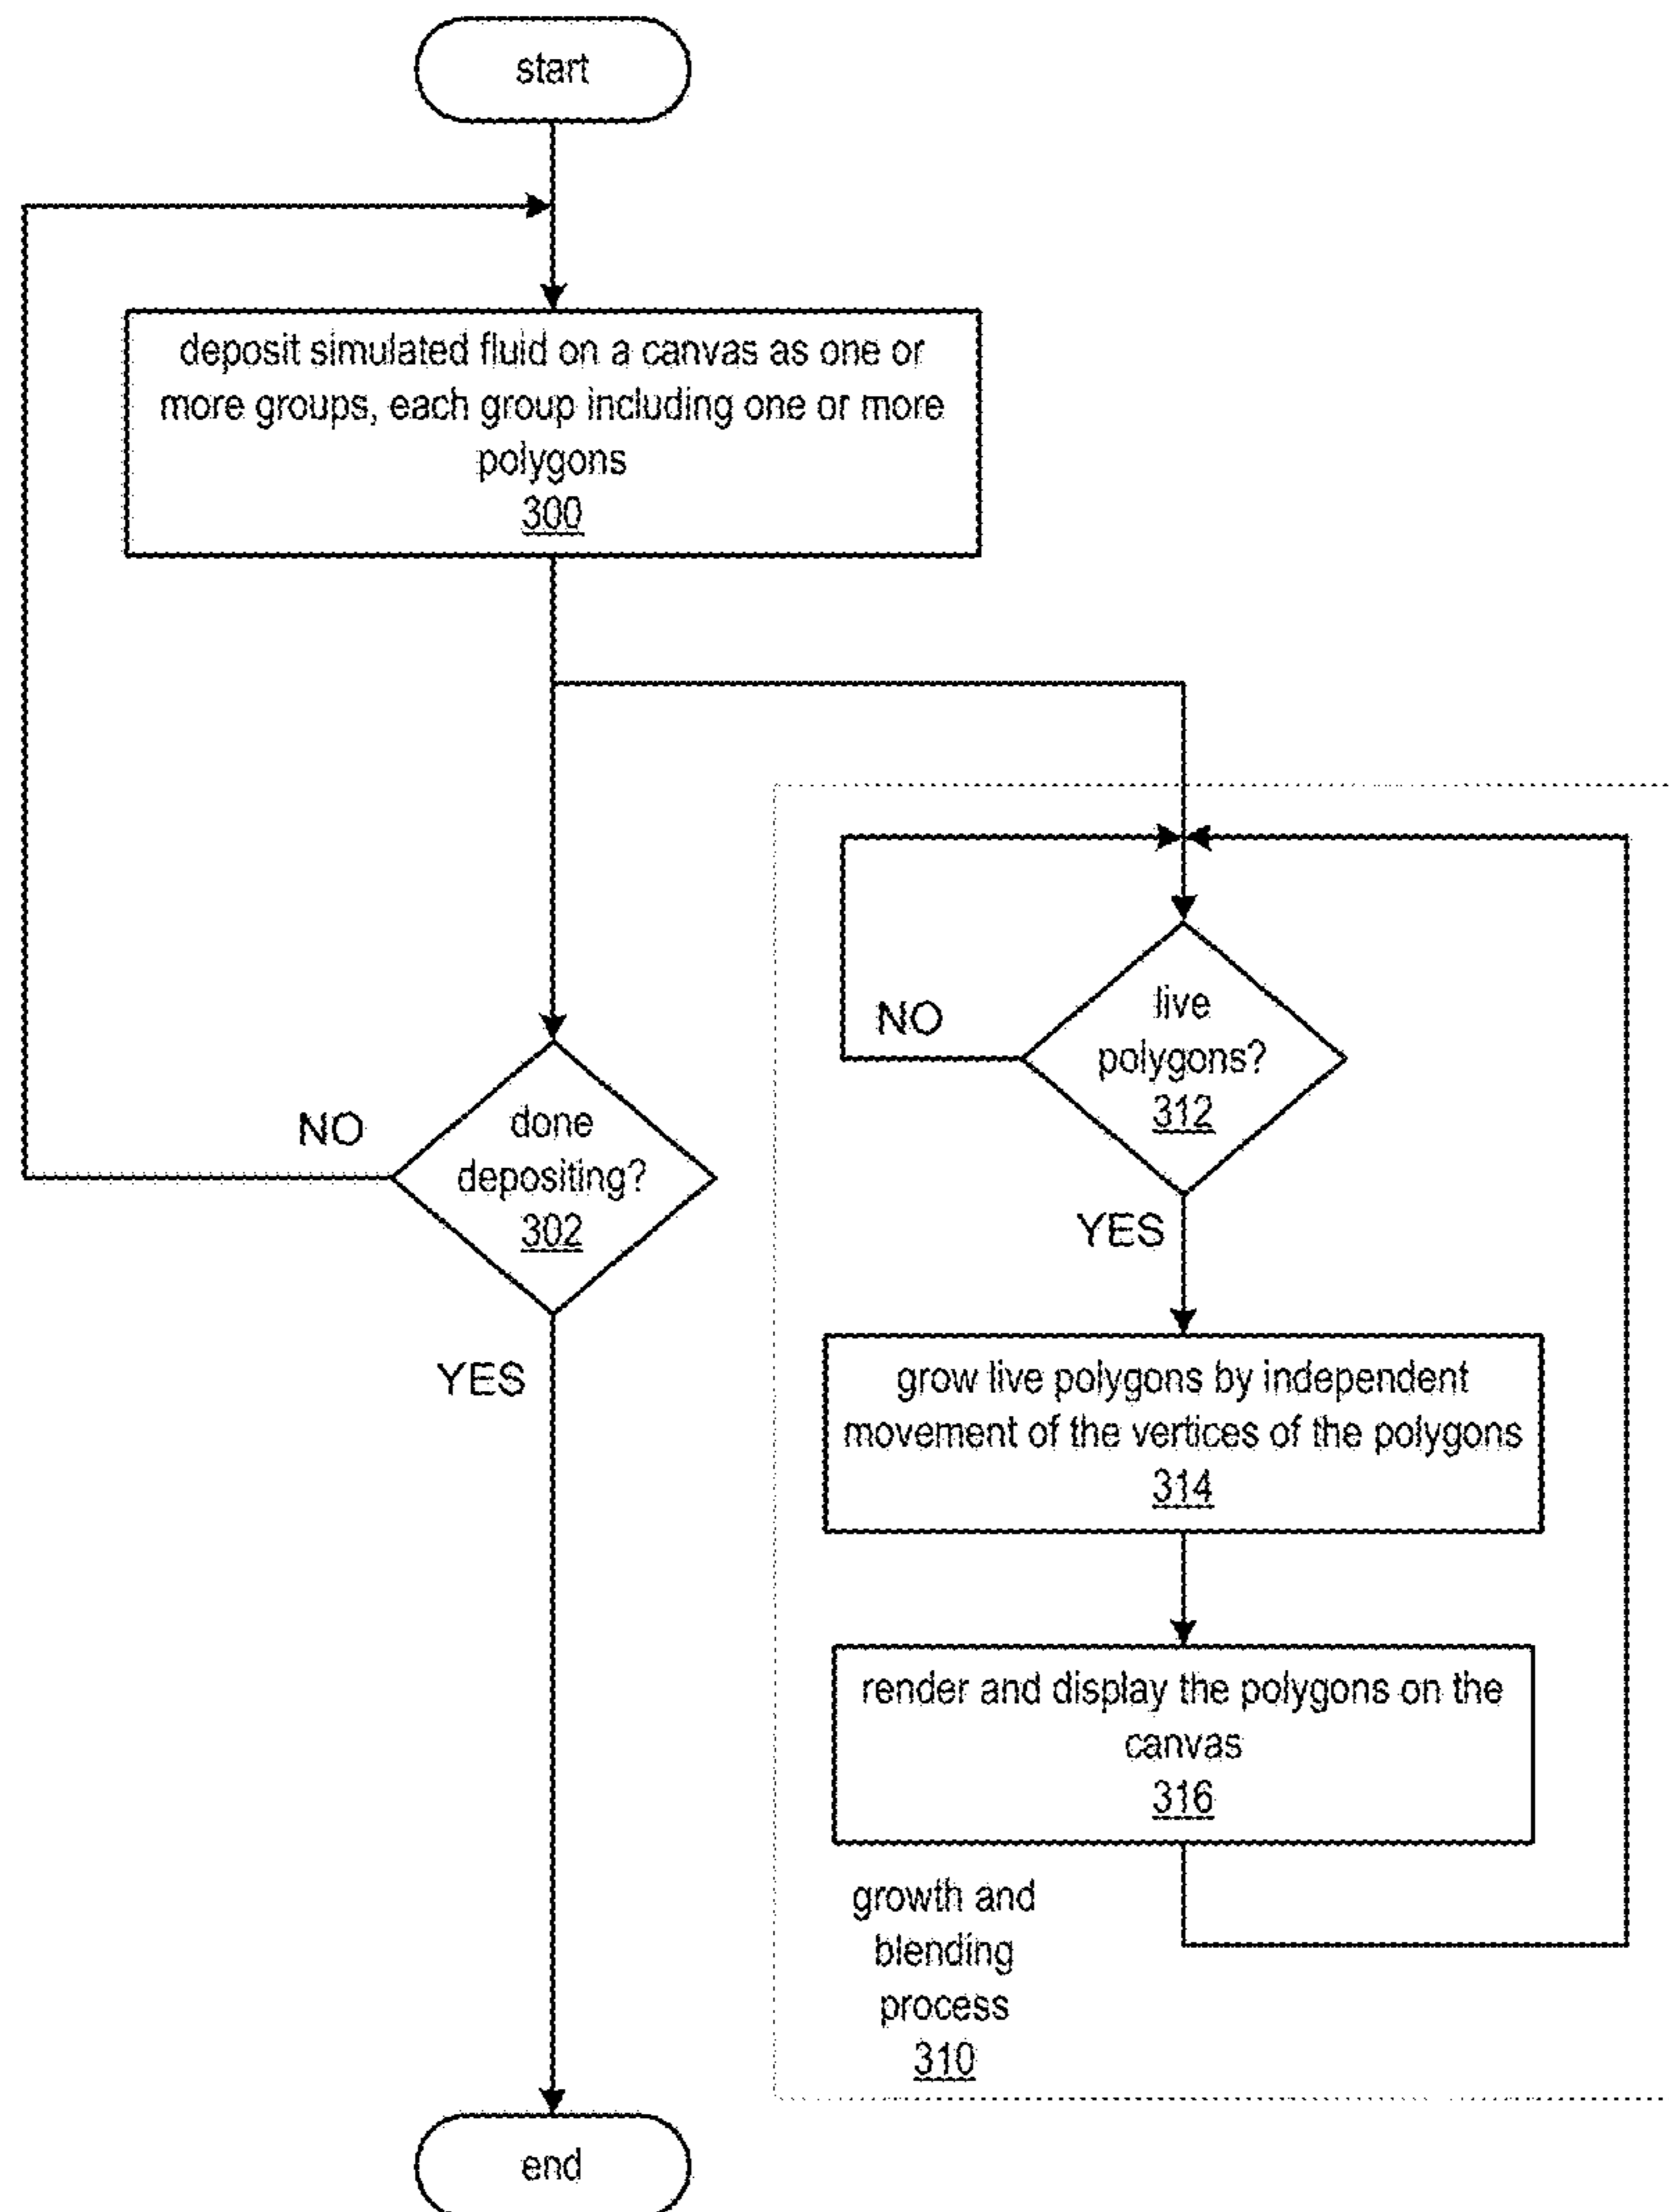 start
deposit simulated fluid on a canvas as one or
more groups, each group including one or more
polygons
300
NO
done
depositing?
302
YES
end
NO
live
polygons?
312
YES
grow live polygons by independent
movement of the vertices of the polygons
314
render and display the polygons on the
canvas
316
growth and
blending
process
310